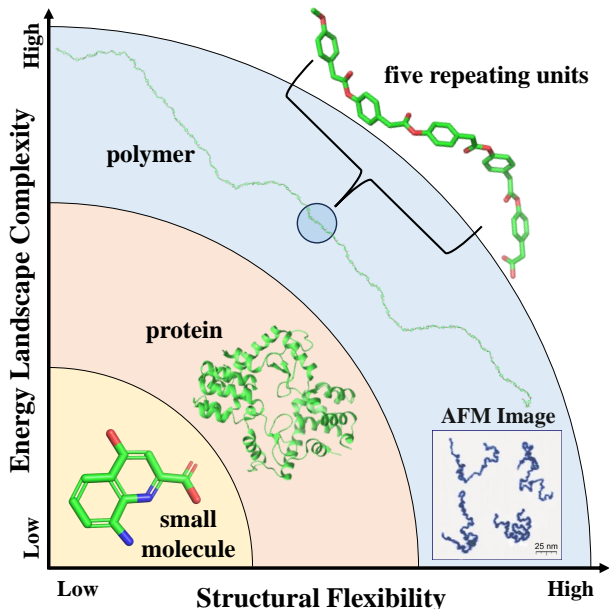 High
five repeating units
polymer
Energy Landscape Complexity
protein
AFM Image
small
molecule
25 nm
Low
Low
Structural Flexibility
High